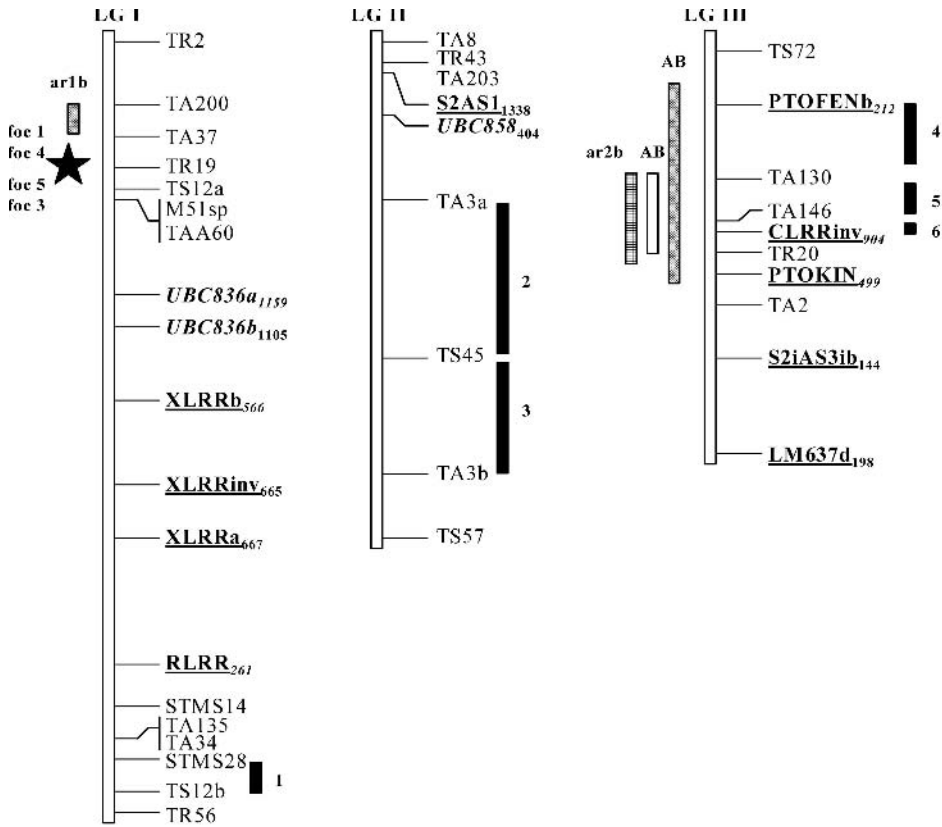 LG I
TR2
ar1b
TA200
foc 1
TA37
foc 4
TR19
foc 5
TS12a
foc 3
M51sp
TAA60
UBC836a1159
UBC836b1105
XLRRb566
XLRRinv665
XLRRa667
RLRR261
STMS14
TA135
TA34
STMS28
1
TS12b
TR56
LG II
TA8
TR43
TA203
S2AS11338
UBC858404
TA3a
2
TS45
3
TA3b
TS57
LG III
TS72
AB
PTOFENb212
4
ar2b AB
TA130
5
TA146
CLRRinv904
6
TR20
PTOKIN499
TA2
S2iAS3ib144
LM637d198